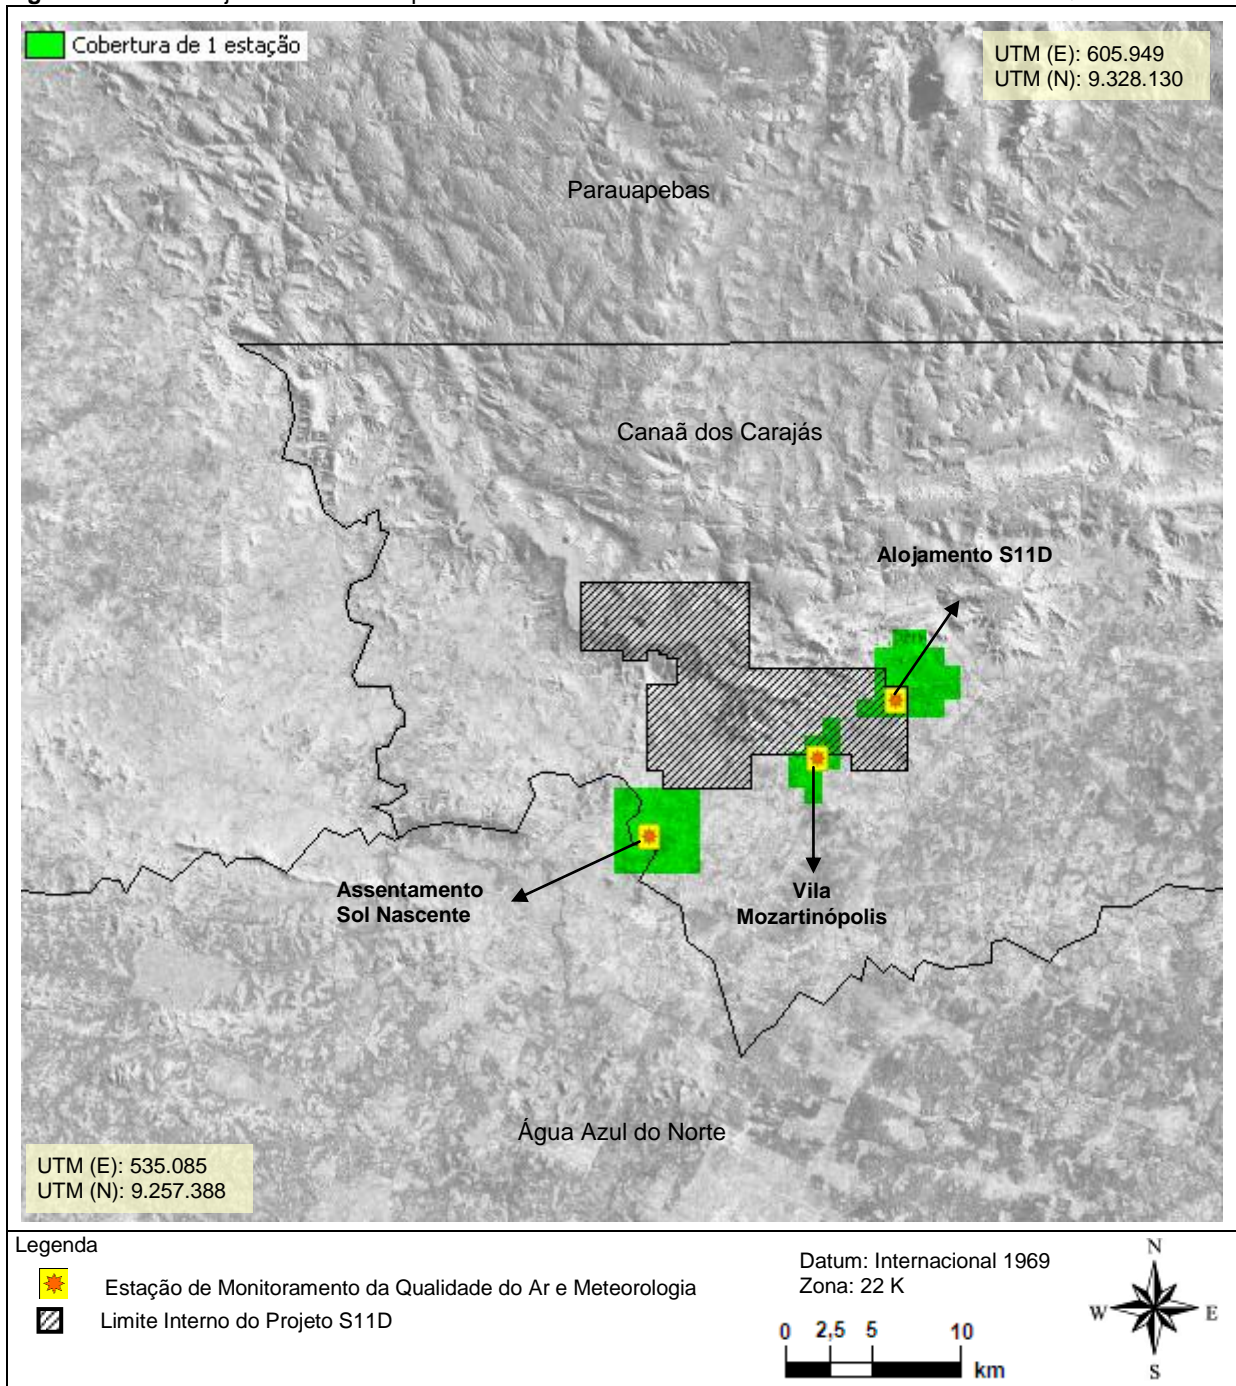 Cobertura de 1 estação
UTM (E): 605.949
UTM (N): 9.328.130
Parauapebas
Canaã dos Carajás
Alojamento S11D
Assentamento
Sol Nascente
Vila
Mozartinópolis
Água Azul do Norte
UTM (E): 535.085
UTM (N): 9.257.388
Legenda
Estação de Monitoramento da Qualidade do Ar e Meteorologia
Limite Interno do Projeto S11D
Datum: Internacional 1969
Zona: 22 K
0 2,5 5 10
km
N
W E
S